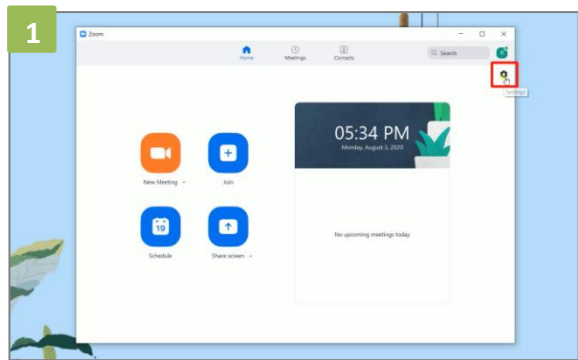 1
Zoom
Home
Meetings
Contacts
Search
Settings
05:34 PM
Monday, August 3, 2020
New Meeting
Join
19
Schedule
Share screen
No upcoming meetings today